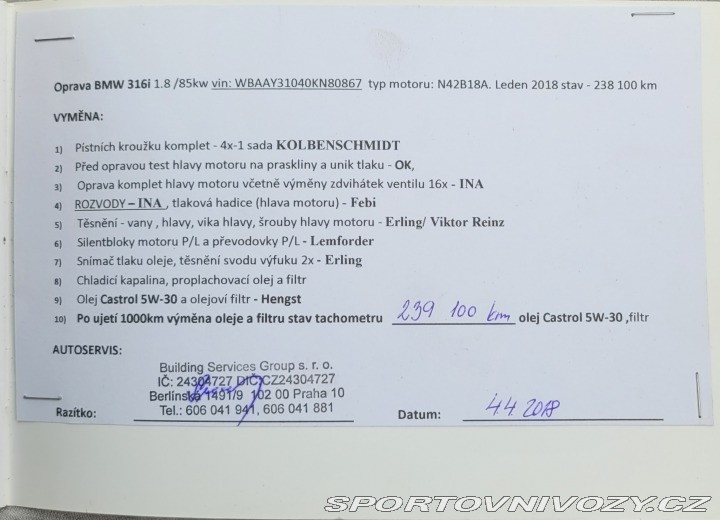 Oprava BMW 316i 1.8 /85kw vin: WBAAY31040KN80867 typ motoru: N42B18A. Leden 2018 stav - 238 100 km
VYMĚNA:
1) Pístních kroužku komplet - 4x-1 sada KOLBENSCHMIDT
2) Před opravou test hlavy motoru na praskliny a unik tlaku - OK,
3) Oprava komplet hlavy motoru včetně výměny zdvihátek ventilu 16x - INA
4) ROZVODY – INA , tlaková hadice (hlava motoru) - Febi
5) Těsnění - vany , hlavy, vika hlavy, šrouby hlavy motoru - Erling/ Viktor Reinz
6) Silentbloky motoru P/L a převodovky P/L - Lemforder
7) Snímač tlaku oleje, těsnění svodu výfuku 2x - Erling
8) Chladicí kapalina, proplachovací olej a filtr
9) Olej Castrol 5W-30 a olejoví filtr - Hengst
10) Po ujetí 1000km výměna oleje a filtru stav tachometru 239 100 km olej Castrol 5W-30 ,filtr
AUTOSERVIS:
Building Services Group s. r. o.
IČ: 24304727 DIČ CZ24304727
Berlínská 1491/9 102 00 Praha 10
Tel.: 606 041 941, 606 041 881
Razítko: Datum: 4.4. 2018
SPORTOVNIVOZY.CZ